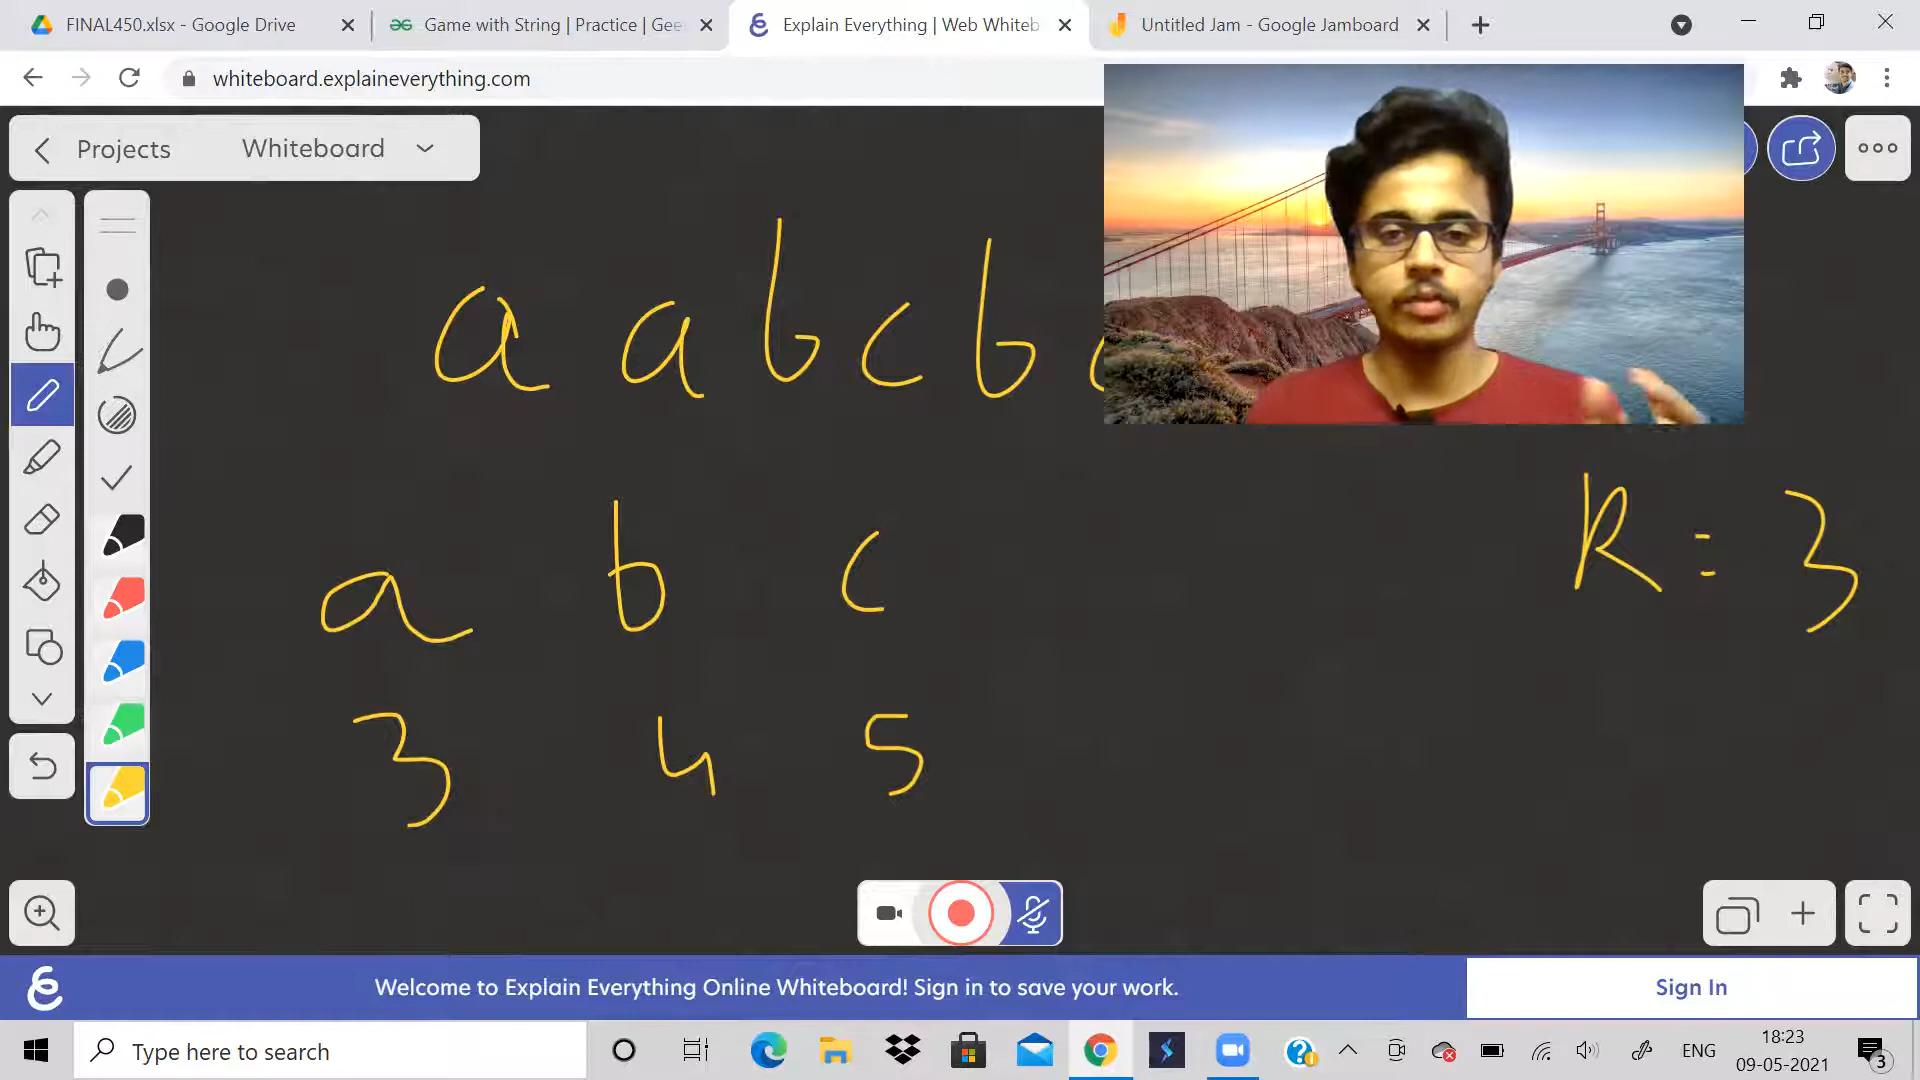 FINAL450.xlsx - Google Drive
Game with String | Practice | Gee
Explain Everything | Web Whiteb
Untitled Jam - Google Jamboard
whiteboard.explaineverything.com
Projects
Whiteboard
a a b c b
a b c
K = 3
3 4 5
Welcome to Explain Everything Online Whiteboard! Sign in to save your work.
Sign In
Type here to search
ENG
18:23
09-05-2021
3